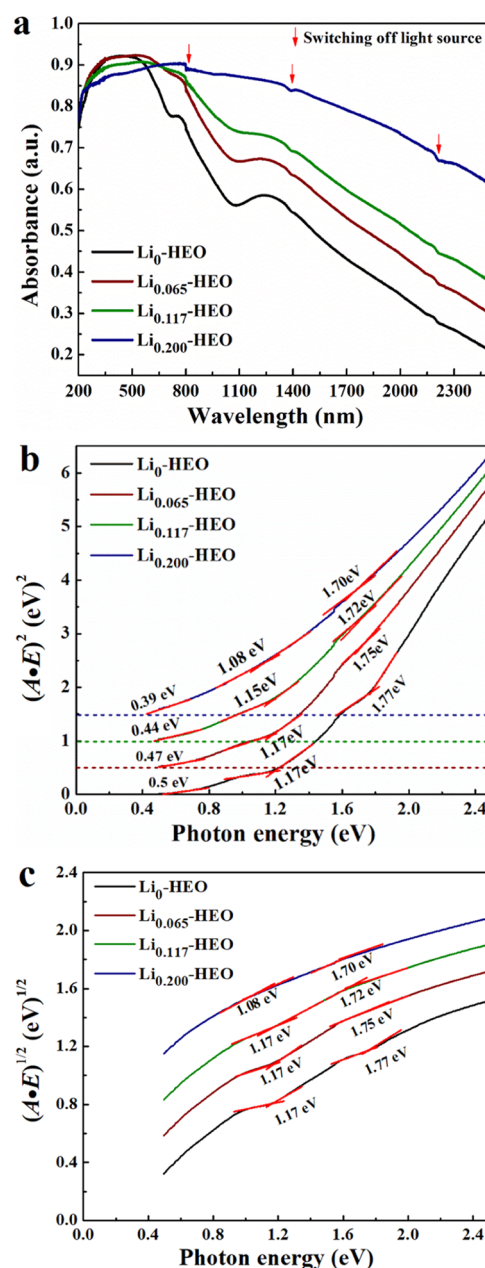 a
↓ Switching off light source
Absorbance (a.u.)
1.0
0.9
0.8
0.7
0.6
0.5
0.4
0.3
0.2
Li0-HEO
Li0.065-HEO
Li0.117-HEO
Li0.200-HEO
200 500 800 1100 1400 1700 2000 2300
Wavelength (nm)
b
(A•E)² (eV)²
6
5
4
3
2
1
0
Li0-HEO
Li0.065-HEO
Li0.117-HEO
Li0.200-HEO
1.70eV
1.72eV
1.75eV
1.77eV
1.08 eV
1.15eV
1.17eV
1.17eV
0.39 eV
0.44 eV
0.47 eV
0.5 eV
0.0 0.4 0.8 1.2 1.6 2.0 2.4
Photon energy (eV)
c
(A•E)1/2 (eV)1/2
2.4
2.0
1.6
1.2
0.8
0.4
0.0
Li0-HEO
Li0.065-HEO
Li0.117-HEO
Li0.200-HEO
1.08 eV
1.70 eV
1.17 eV
1.72 eV
1.17 eV
1.75 eV
1.17 eV
1.77 eV
0.0 0.4 0.8 1.2 1.6 2.0 2.4
Photon energy (eV)